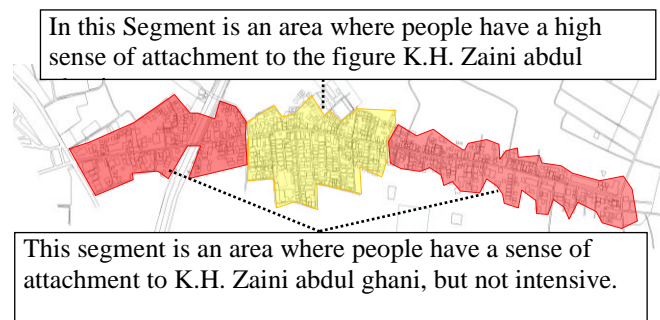 In this Segment is an area where people have a high
sense of attachment to the figure K.H. Zaini abdul
This segment is an area where people have a sense of
attachment to K.H. Zaini abdul ghani, but not intensive.